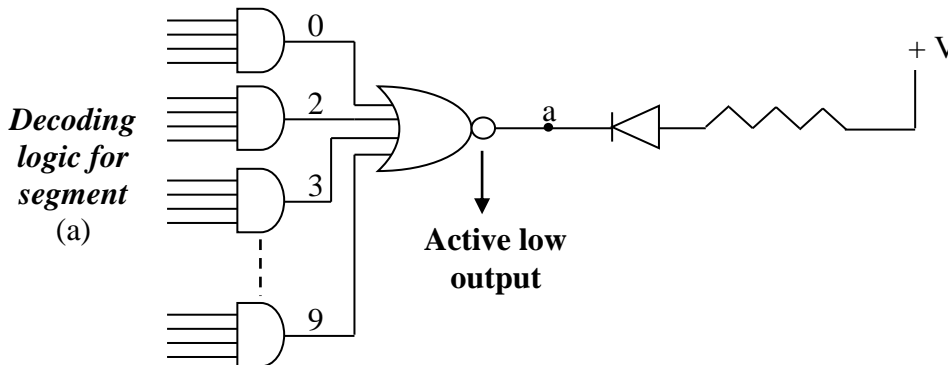 0
+ V
2
a
Decoding
logic for
segment
(a)
3
Active low
output
9